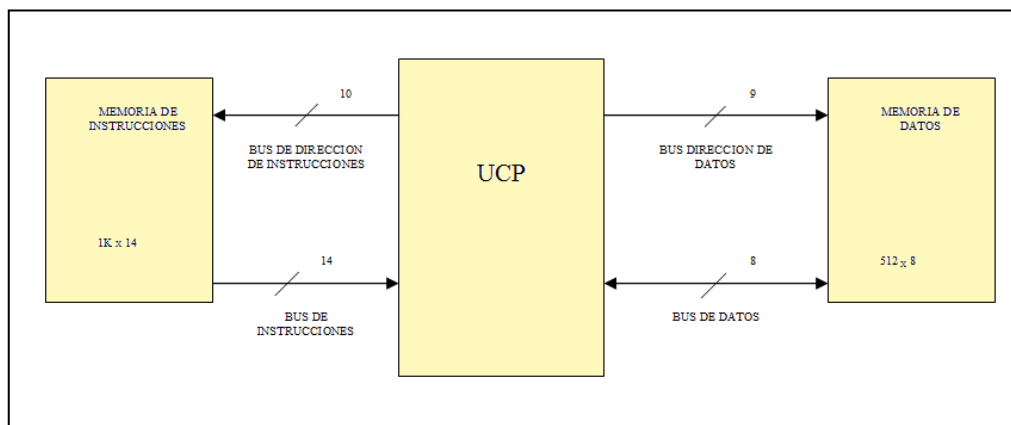 MEMORIA DE
INSTRUCCIONES
1K x 14
10
BUS DE DIRECCION
DE INSTRUCCIONES
14
BUS DE
INSTRUCCIONES
UCP
9
BUS DIRECCION DE
DATOS
8
BUS DE DATOS
MEMORIA DE
DATOS
512 x 8